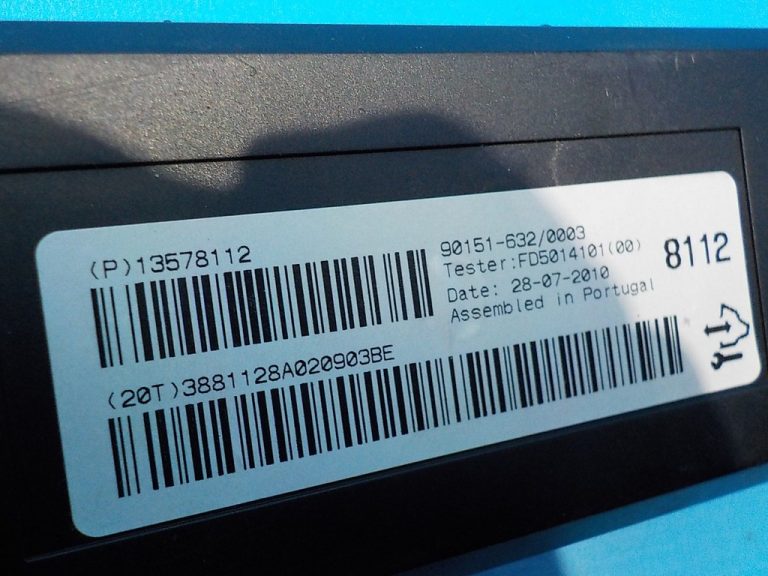 (P)13578112
90151-632/0003
Tester:FD5014101(00)
Date: 28-07-2010
Assembled in Portugal
8112
(20T)3881128A020903BE